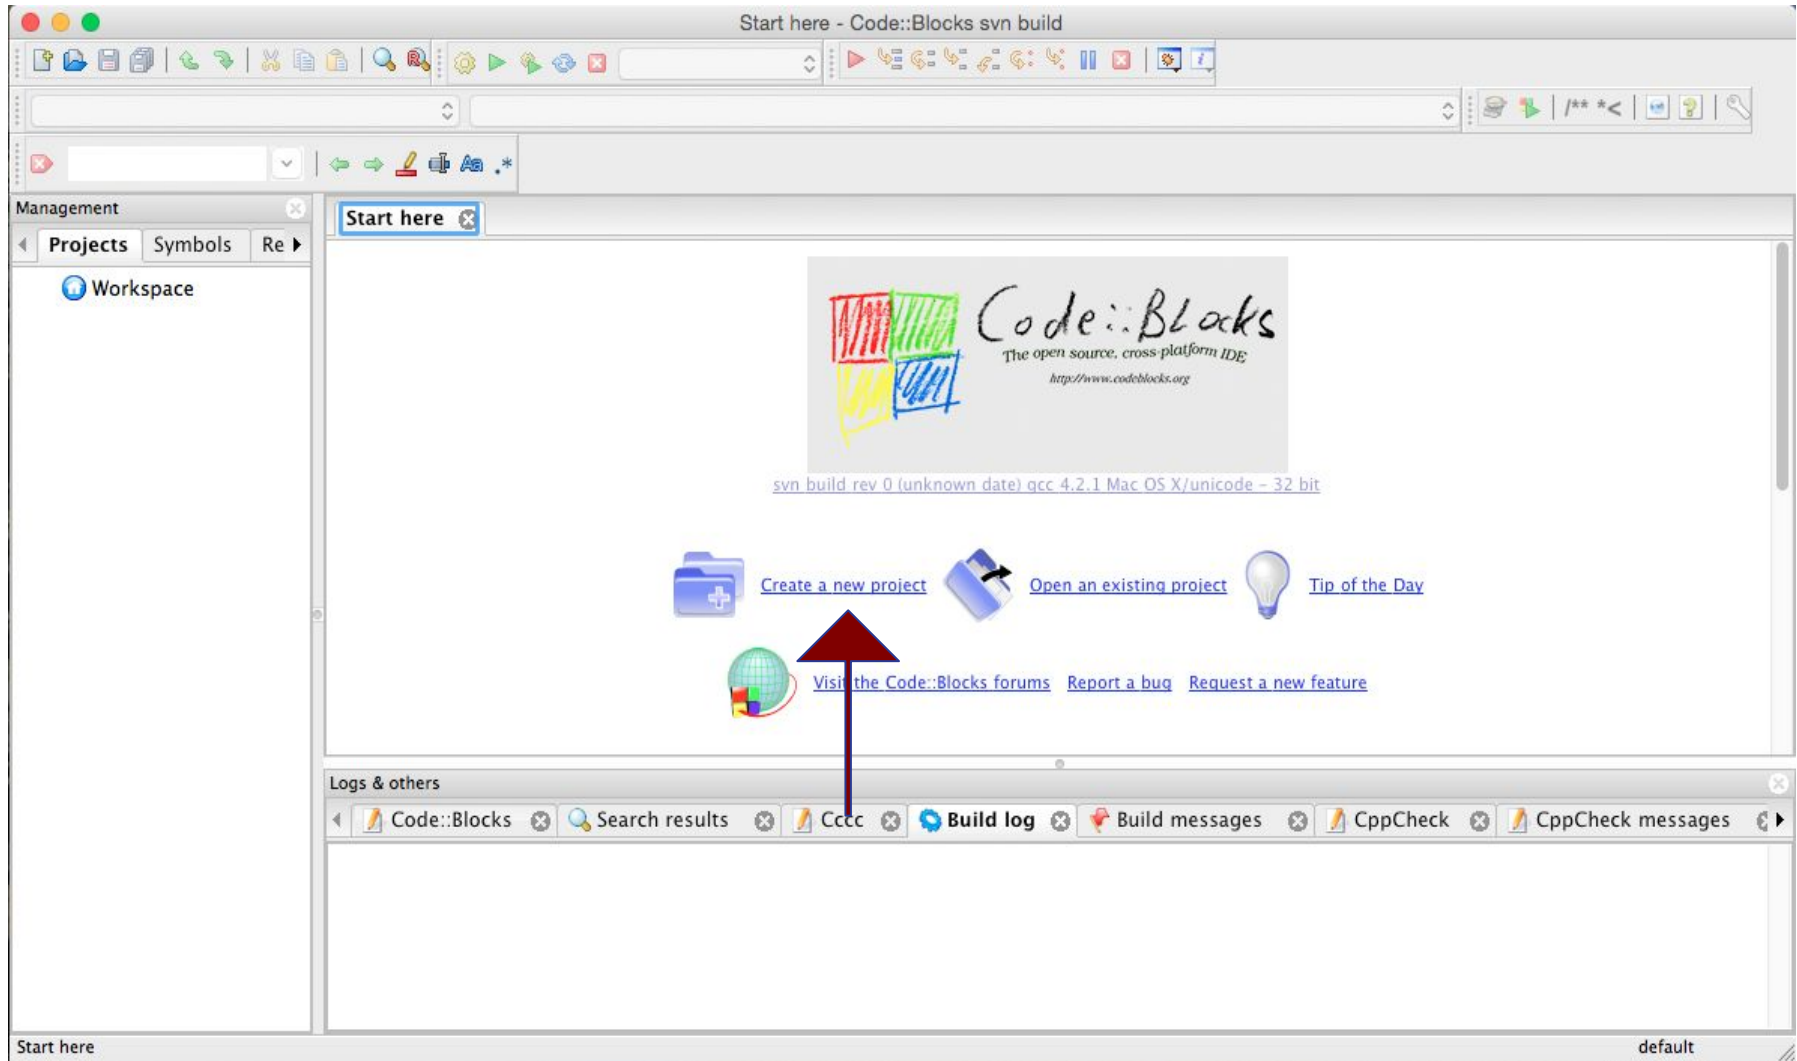 Start here - Code::Blocks svn build
/** *<
Aa .*
Management
Projects Symbols Re
Workspace
Start here
Code::Blocks
The open source, cross-platform IDE
http://www.codeblocks.org
svn build rev 0 (unknown date) gcc 4.2.1 Mac OS X/unicode - 32 bit
Create a new project Open an existing project Tip of the Day
Visit the Code::Blocks forums Report a bug Request a new feature
Logs & others
Code::Blocks Search results Cccc Build log Build messages CppCheck CppCheck messages
Start here default